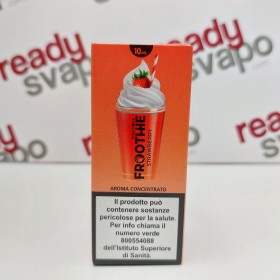 ready
svapo
ready
svapo
ready
10ml
FROOTHIE
STRAWBERRY
AROMA CONCENTRATO
Il prodotto può
contenere sostanze
pericolose per la salute.
Per info chiama il
numero verde
800554088
dell'Istituto Superiore
di Sanità.